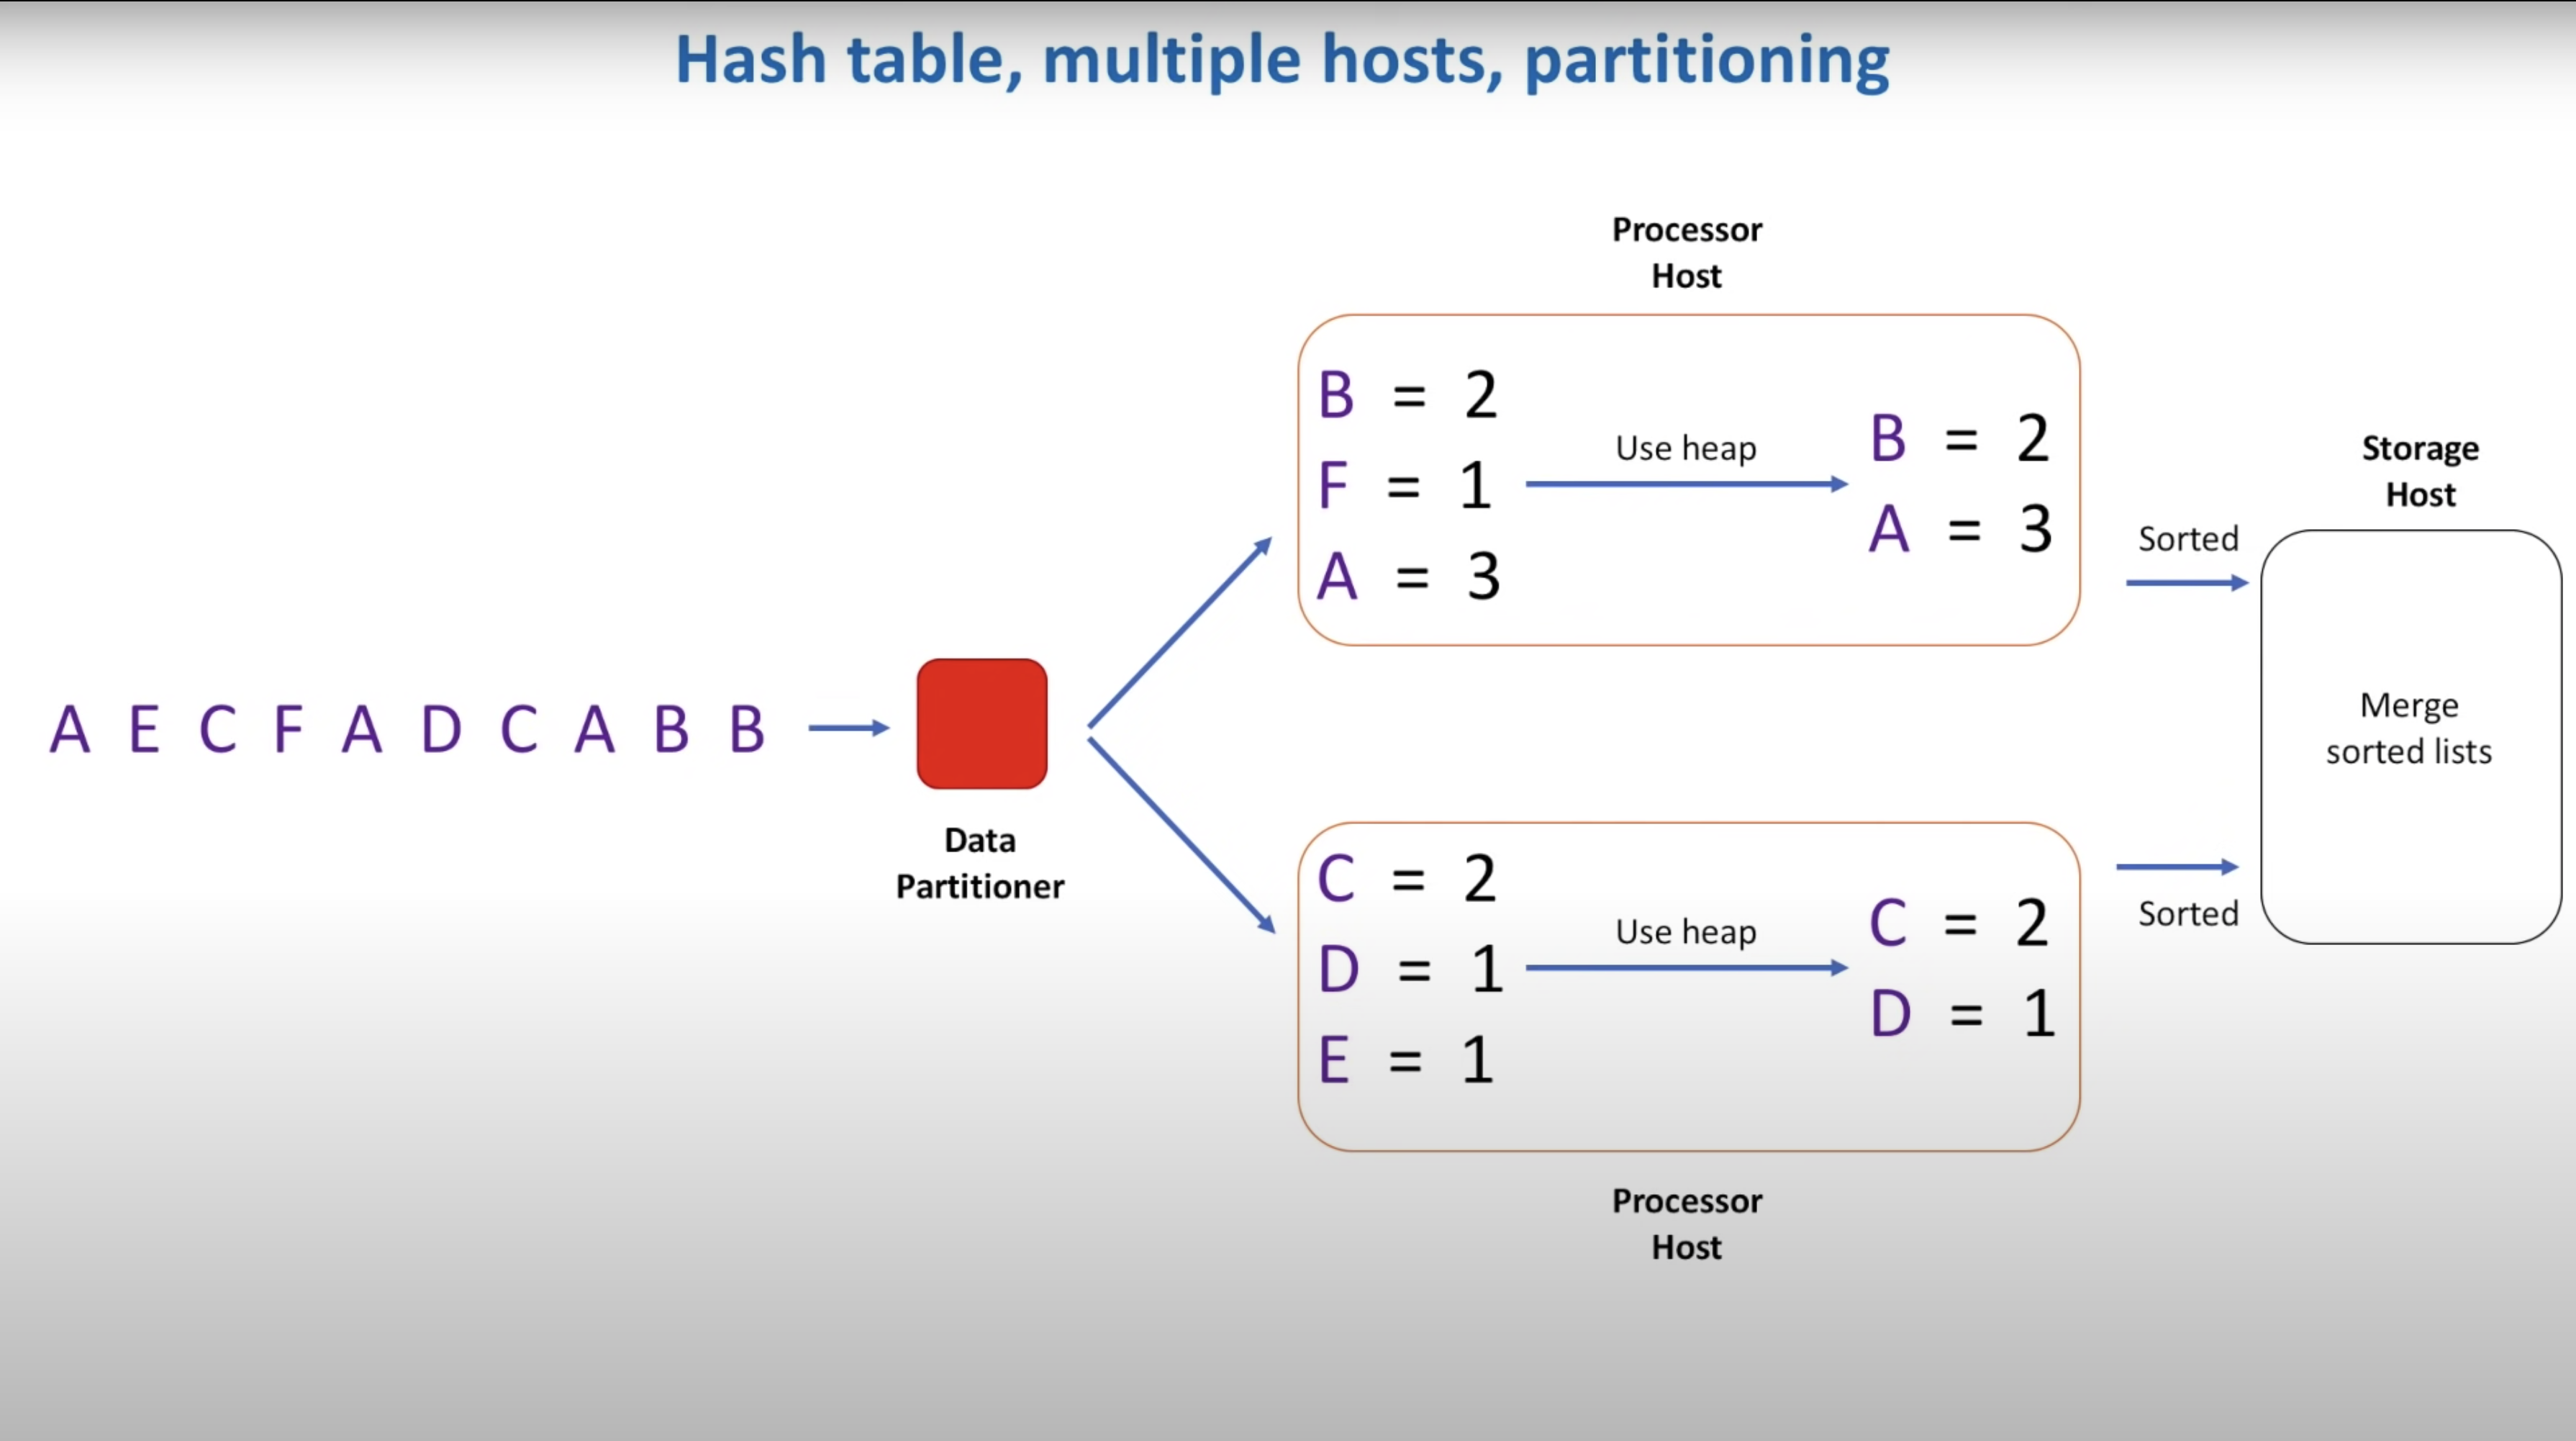 Hash table, multiple hosts, partitioning
A E C F A D C A B B
Data
Partitioner
Processor
Host
B = 2
F = 1
A = 3
Use heap
B = 2
A = 3
Sorted
C = 2
D = 1
E = 1
Use heap
C = 2
D = 1
Processor
Host
Sorted
Storage
Host
Merge
sorted lists